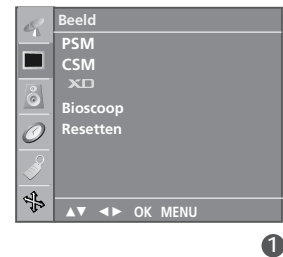 Beeld
PSM
CSM
XD
Bioscoop
Resetten
▲▼ ◄► OK MENU
1